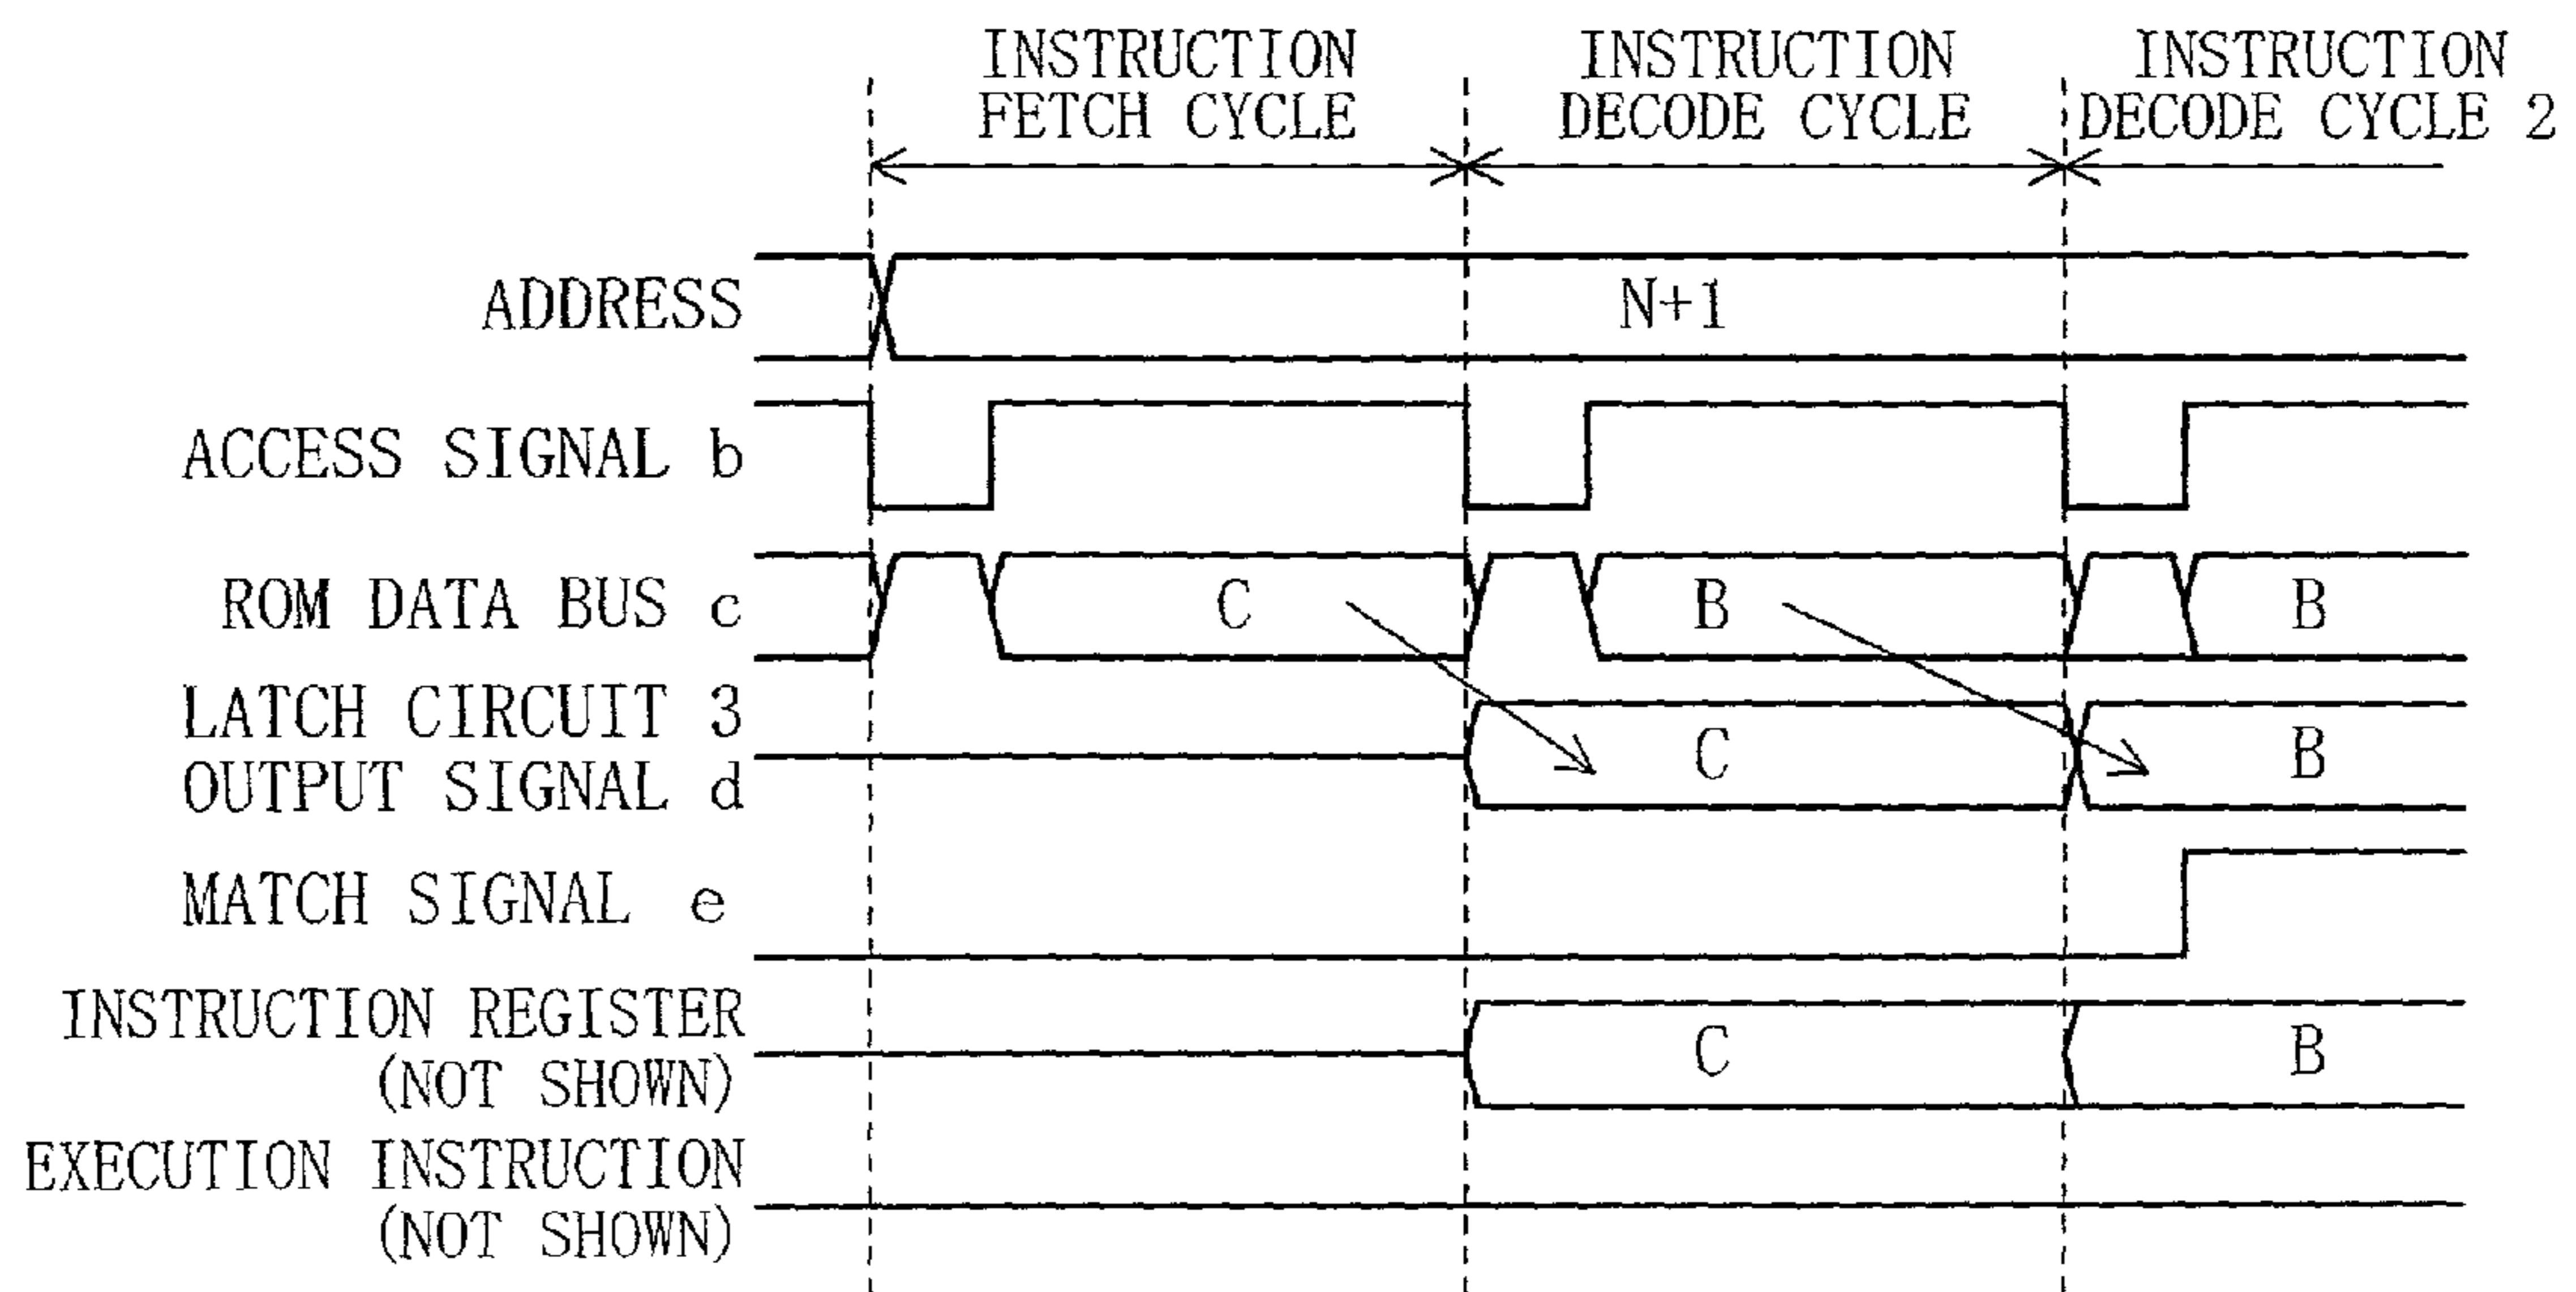 INSTRUCTION FETCH CYCLE
INSTRUCTION DECODE CYCLE
INSTRUCTION DECODE CYCLE 2
ADDRESS
N+1
ACCESS SIGNAL b
ROM DATA BUS c
C
B
B
LATCH CIRCUIT 3
OUTPUT SIGNAL d
C
B
MATCH SIGNAL e
INSTRUCTION REGISTER
(NOT SHOWN)
C
B
EXECUTION INSTRUCTION
(NOT SHOWN)